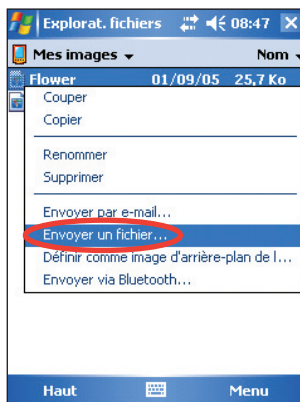 Explorat. fichiers 08:47
Mes images Nom
Flower 01/09/05 25,7 Ko
Couper
Copier
Renommer
Supprimer
Envoyer par e-mail...
Envoyer un fichier...
Définir comme image d'arrière-plan de l...
Envoyer via Bluetooth...
Haut Menu